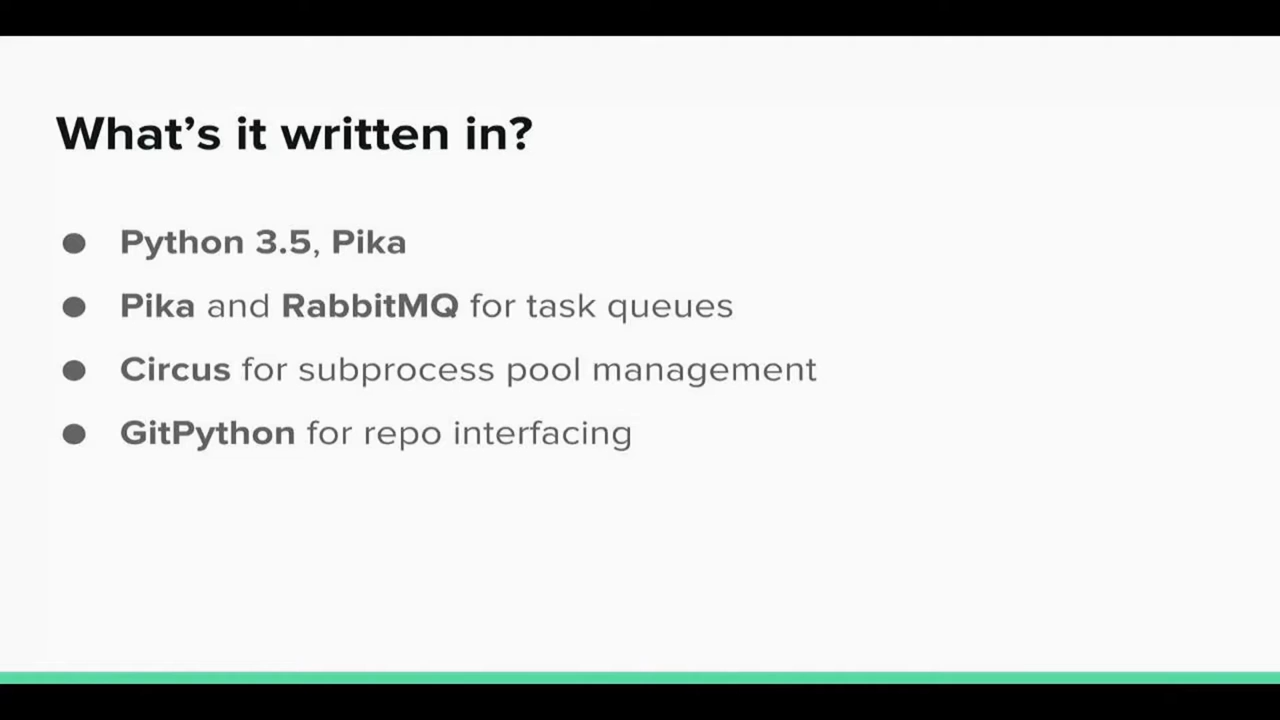 What’s it written in?
● Python 3.5, Pika
● Pika and RabbitMQ for task queues
● Circus for subprocess pool management
● GitPython for repo interfacing